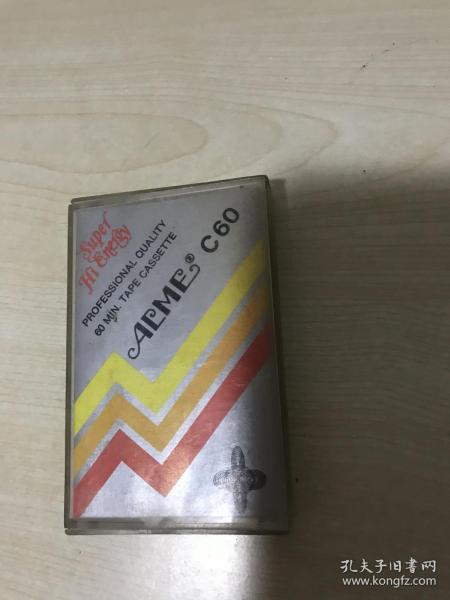 Super
Hi Energy
PROFESSIONAL QUALITY
60 MIN. TAPE CASSETTE
ACME® C60
孔夫子旧书网
www.kongfz.com